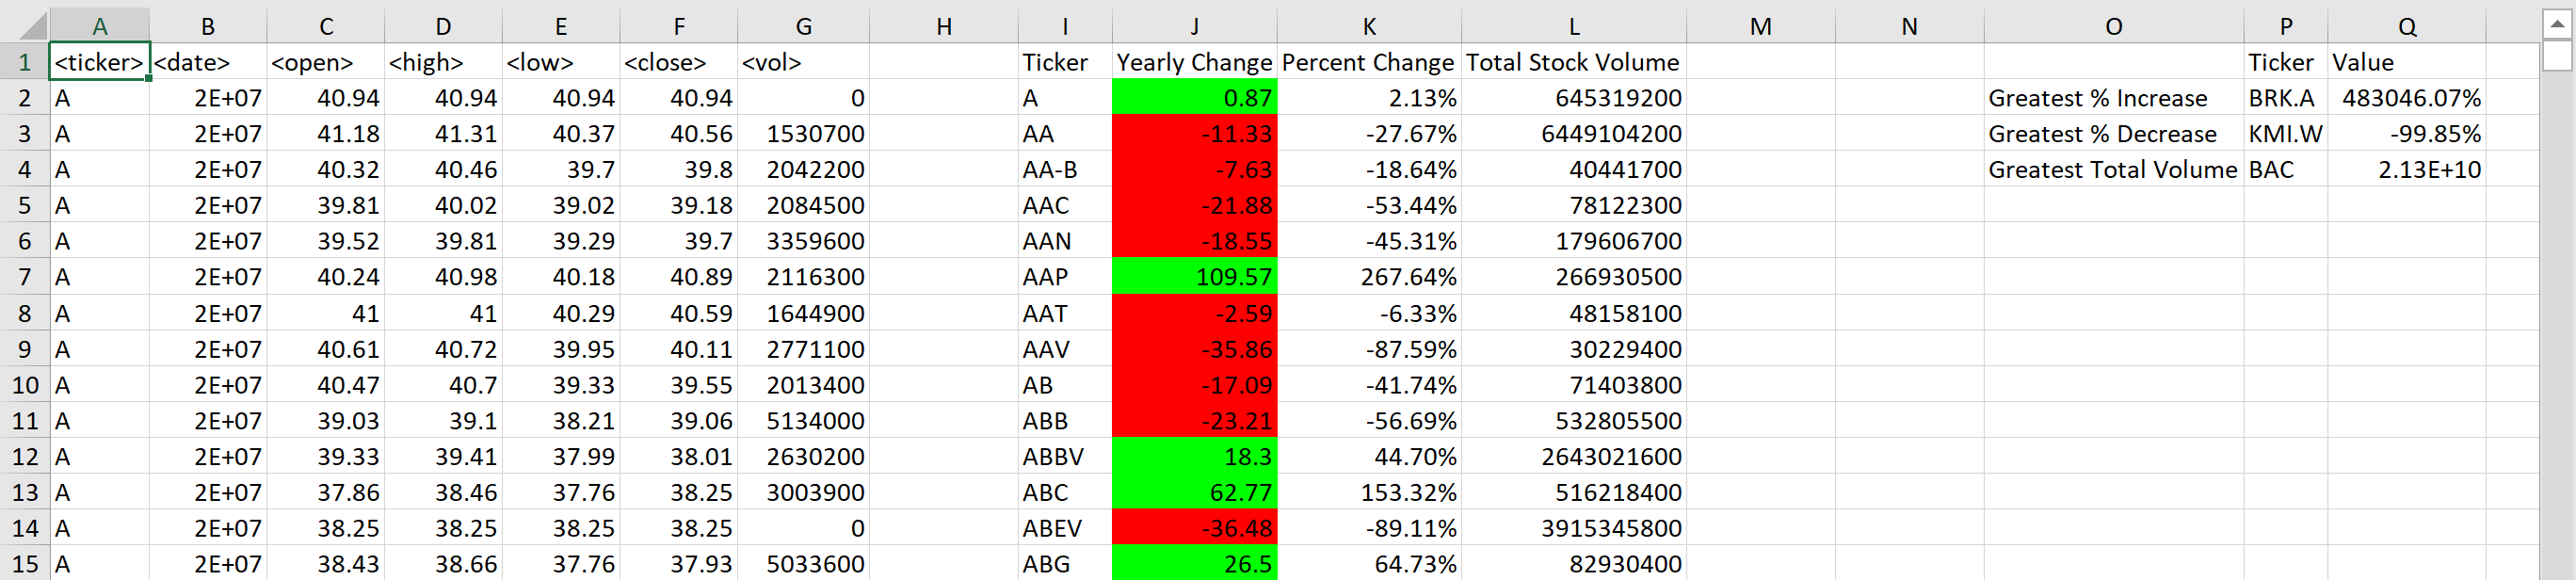 A B C D E F G H I J K L M N O P Q
1 <ticker> <date> <open> <high> <low> <close> <vol> Ticker Yearly Change Percent Change Total Stock Volume Ticker Value
2 A 2E+07 40.94 40.94 40.94 40.94 0 A 0.87 2.13% 645319200 Greatest % Increase BRK.A 483046.07%
3 A 2E+07 41.18 41.31 40.37 40.56 1530700 AA -11.33 -27.67% 6449104200 Greatest % Decrease KMI.W -99.85%
4 A 2E+07 40.32 40.46 39.7 39.8 2042200 AA-B -7.63 -18.64% 40441700 Greatest Total Volume BAC 2.13E+10
5 A 2E+07 39.81 40.02 39.02 39.18 2084500 AAC -21.88 -53.44% 78122300
6 A 2E+07 39.52 39.81 39.29 39.7 3359600 AAN -18.55 -45.31% 179606700
7 A 2E+07 40.24 40.98 40.18 40.89 2116300 AAP 109.57 267.64% 266930500
8 A 2E+07 41 41 40.29 40.59 1644900 AAT -2.59 -6.33% 48158100
9 A 2E+07 40.61 40.72 39.95 40.11 2771100 AAV -35.86 -87.59% 30229400
10 A 2E+07 40.47 40.7 39.33 39.55 2013400 AB -17.09 -41.74% 71403800
11 A 2E+07 39.03 39.1 38.21 39.06 5134000 ABB -23.21 -56.69% 532805500
12 A 2E+07 39.33 39.41 37.99 38.01 2630200 ABBV 18.3 44.70% 2643021600
13 A 2E+07 37.86 38.46 37.76 38.25 3003900 ABC 62.77 153.32% 516218400
14 A 2E+07 38.25 38.25 38.25 38.25 0 ABEV -36.48 -89.11% 3915345800
15 A 2E+07 38.43 38.66 37.76 37.93 5033600 ABG 26.5 64.73% 82930400